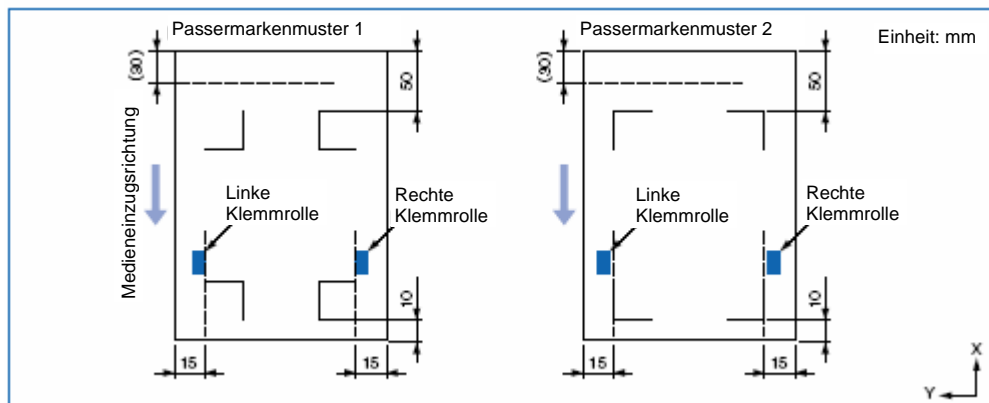 Passermarkenmuster 1
Passermarkenmuster 2
Einheit: mm
(30)
50
(30)
50
Medieneinzugsrichtung
Linke
Klemmrolle
Rechte
Klemmrolle
Linke
Klemmrolle
Rechte
Klemmrolle
10
10
15
15
15
15
X
Y